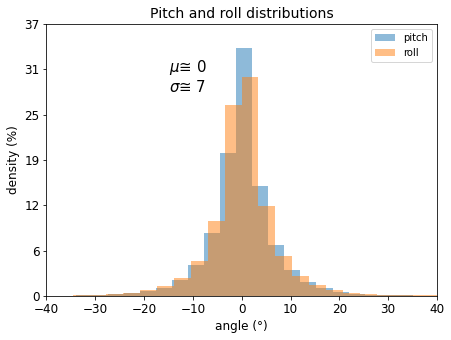 Pitch and roll distributions
37
31
25
19
12
6
0
density (%)
μ≅ 0
σ≅ 7
pitch
roll
−40
−30
−20
−10
0
10
20
30
40
angle (°)